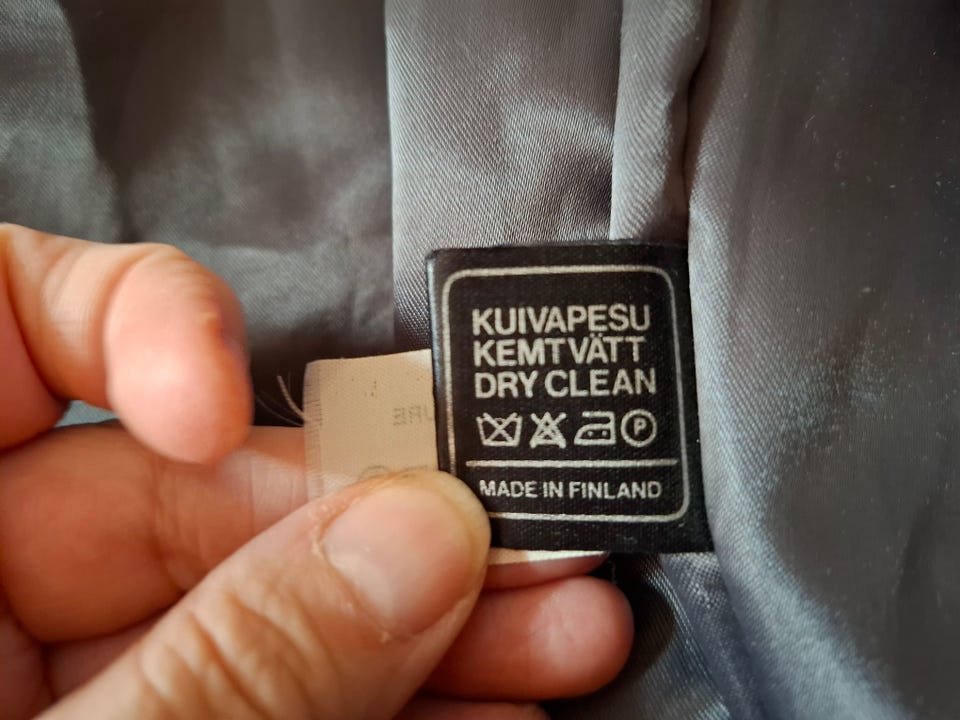 KUIVAPESU
KEMTVÄTT
DRY CLEAN
P
MADE IN FINLAND